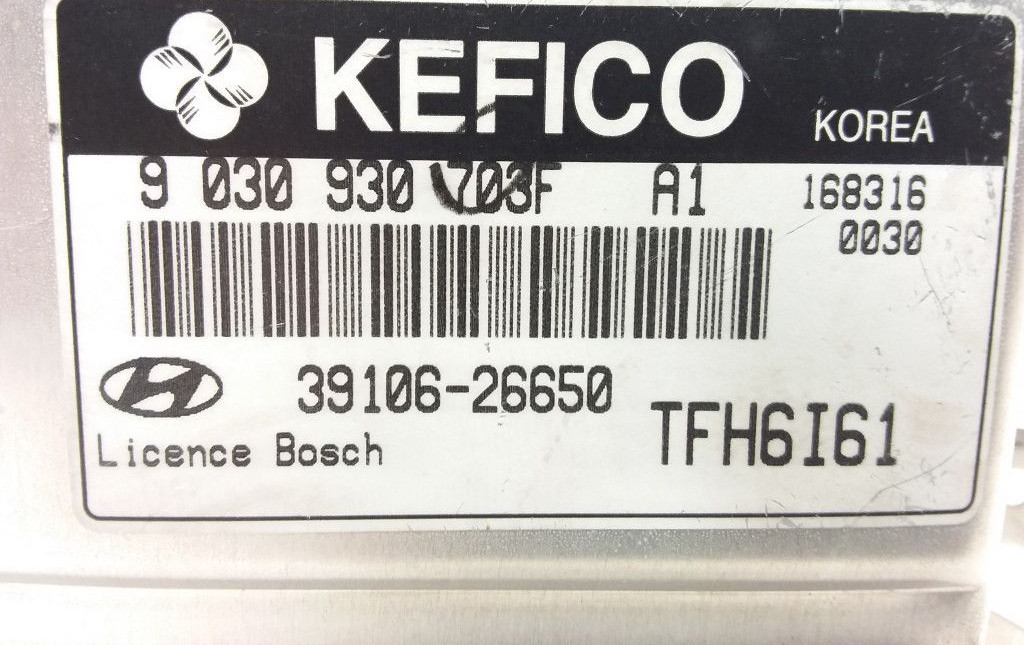 KEFICO
KOREA
9 030 930 703F A1
168316
0030
39106-26650
TFH6I61
Licence Bosch